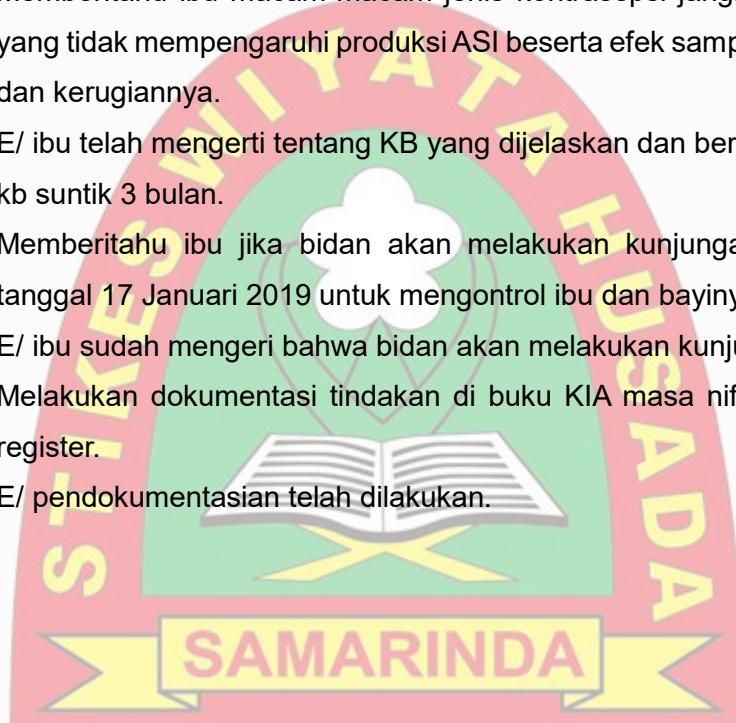 yang tidak mempengaruhi produksi ASI beserta efek samp
dan kerugiannya.
E/ ibu telah mengerti tentang KB yang dijelaskan dan ber
kb suntik 3 bulan.
Memberitahu ibu jika bidan akan melakukan kunjunga
tanggal 17 Januari 2019 untuk mengontrol ibu dan bayiny
E/ ibu sudah mengeri bahwa bidan akan melakukan kunju
Melakukan dokumentasi tindakan di buku KIA masa nif
register.
E/ pendokumentasian telah dilakukan.
STIKES WIYATA HUSADA
SAMARINDA